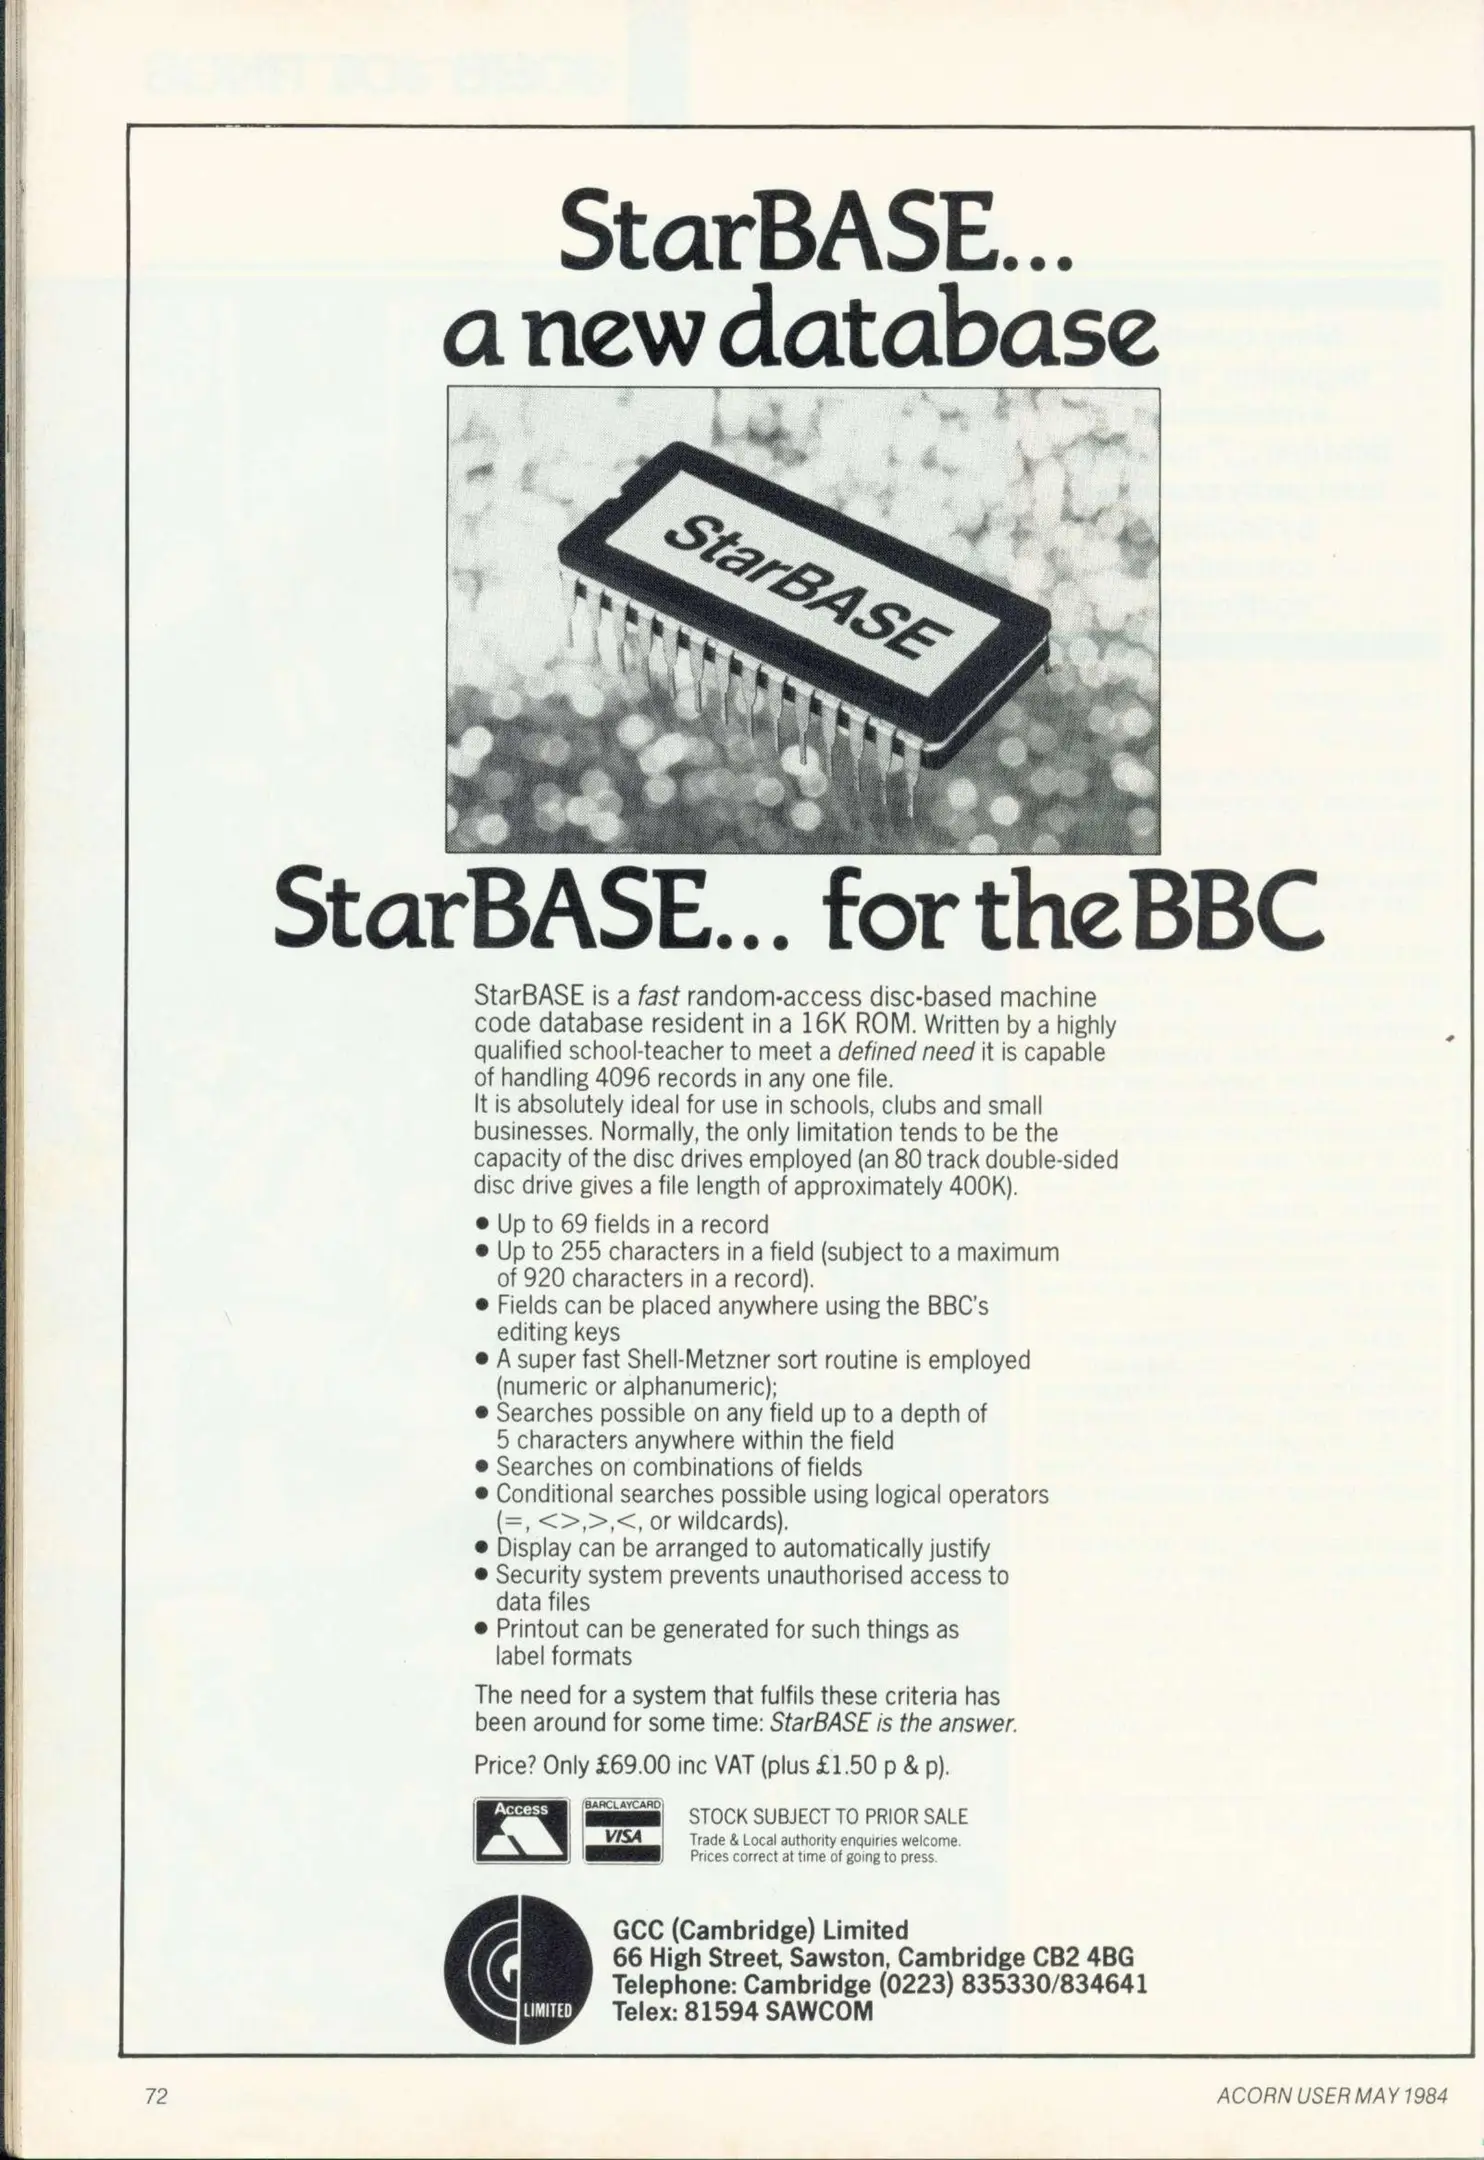 StarBASE...
a new database
StarBASE
StarBASE... for the BBC
StarBASE is a fast random-access disc-based machine
code database resident in a 16K ROM. Written by a highly
qualified school-teacher to meet a defined need it is capable
of handling 4096 records in any one file.
It is absolutely ideal for use in schools, clubs and small
businesses. Normally, the only limitation tends to be the
capacity of the disc drives employed (an 80 track double-sided
disc drive gives a file length of approximately 400K).
• Up to 69 fields in a record
• Up to 255 characters in a field (subject to a maximum
of 920 characters in a record).
• Fields can be placed anywhere using the BBC's
editing keys
• A super fast Shell-Metzner sort routine is employed
(numeric or alphanumeric);
• Searches possible on any field up to a depth of
5 characters anywhere within the field
• Searches on combinations of fields
• Conditional searches possible using logical operators
(=, <>,>,<, or wildcards).
• Display can be arranged to automatically justify
• Security system prevents unauthorised access to
data files
• Printout can be generated for such things as
label formats
The need for a system that fulfils these criteria has
been around for some time: StarBASE is the answer.
Price? Only £69.00 inc VAT (plus £1.50 p & p).
Access
BARCLAYCARD
VISA
STOCK SUBJECT TO PRIOR SALE
Trade & Local authority enquiries welcome.
Prices correct at time of going to press.
GCC
LIMITED
GCC (Cambridge) Limited
66 High Street, Sawston, Cambridge CB2 4BG
Telephone: Cambridge (0223) 835330/834641
Telex: 81594 SAWCOM
72
ACORN USER MAY 1984